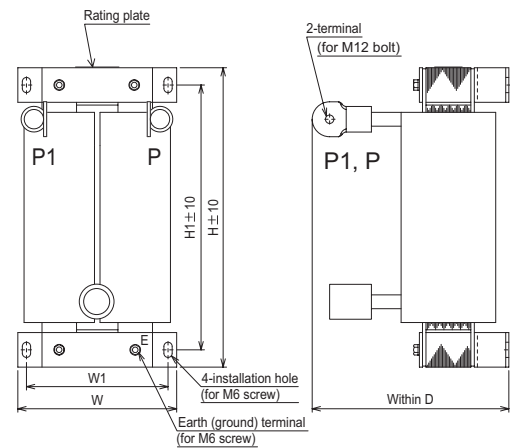 Rating plate
2-terminal
(for M12 bolt)
P1
P
P1, P
H1±10
H±10
E
W1
W
4-installation hole
(for M6 screw)
Within D
Earth (ground) terminal
(for M6 screw)